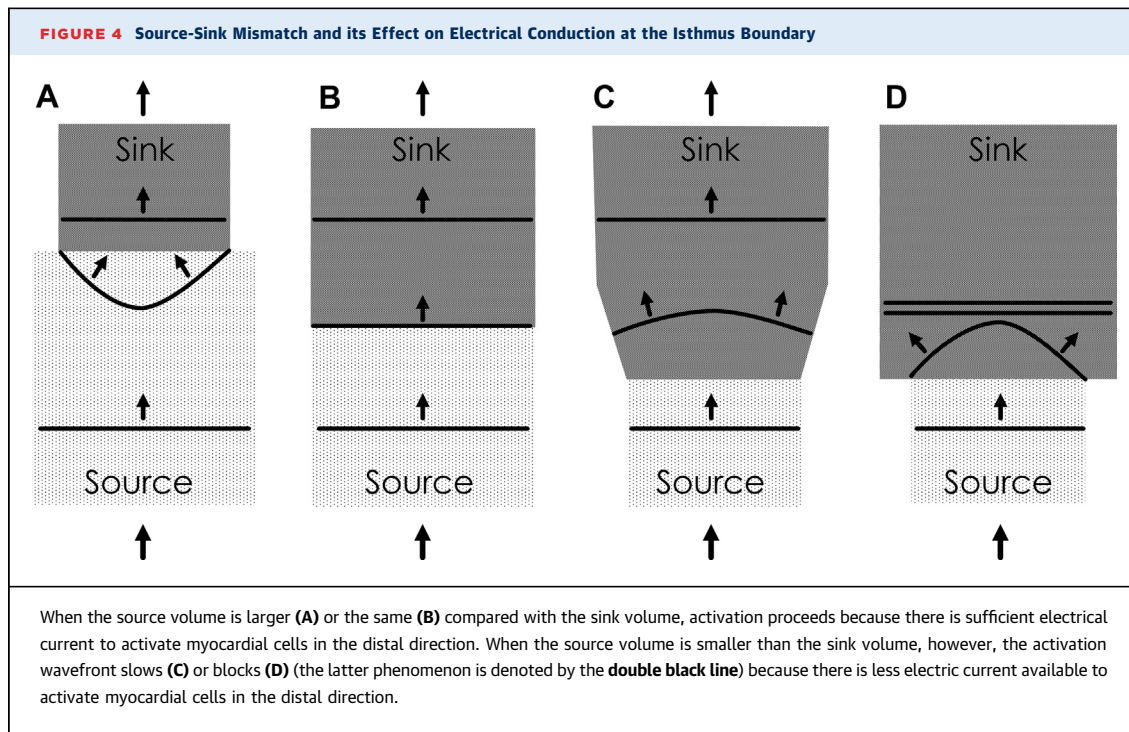 FIGURE 4 Source-Sink Mismatch and its Effect on Electrical Conduction at the Isthmus Boundary
A B C D
Sink Sink Sink Sink
Source Source Source Source
When the source volume is larger (A) or the same (B) compared with the sink volume, activation proceeds because there is sufficient electrical
current to activate myocardial cells in the distal direction. When the source volume is smaller than the sink volume, however, the activation
wavefront slows (C) or blocks (D) (the latter phenomenon is denoted by the double black line) because there is less electric current available to
activate myocardial cells in the distal direction.